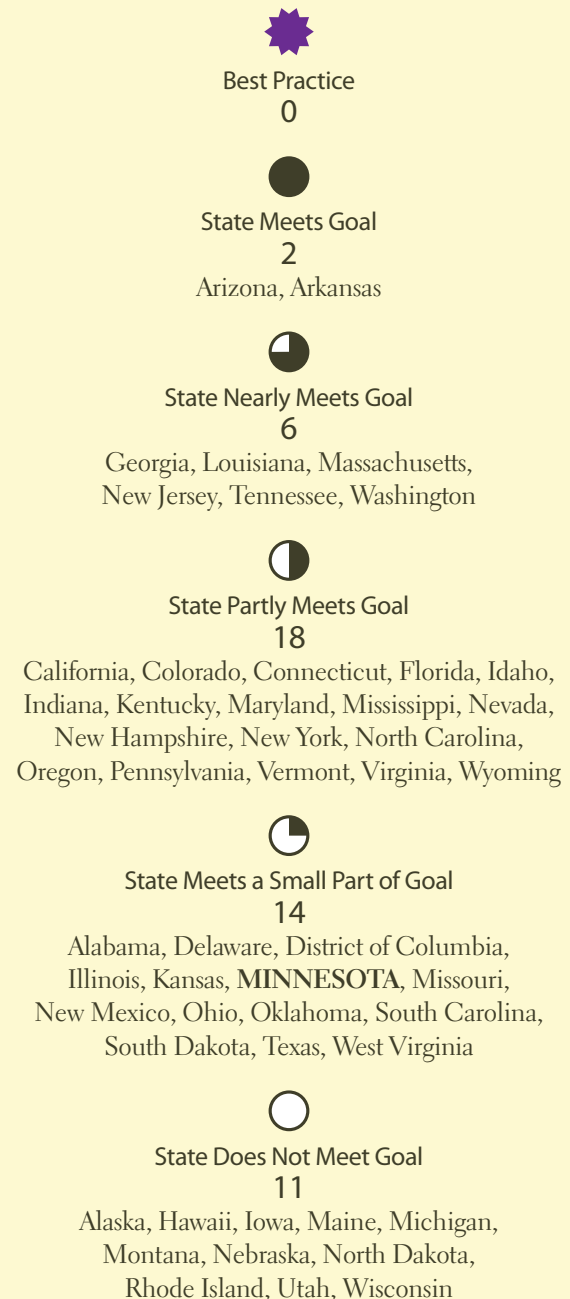 Best Practice
0
State Meets Goal
2
Arizona, Arkansas
State Nearly Meets Goal
6
Georgia, Louisiana, Massachusetts,
New Jersey, Tennessee, Washington
State Partly Meets Goal
18
California, Colorado, Connecticut, Florida, Idaho,
Indiana, Kentucky, Maryland, Mississippi, Nevada,
New Hampshire, New York, North Carolina,
Oregon, Pennsylvania, Vermont, Virginia, Wyoming
State Meets a Small Part of Goal
14
Alabama, Delaware, District of Columbia,
Illinois, Kansas, MINNESOTA, Missouri,
New Mexico, Ohio, Oklahoma, South Carolina,
South Dakota, Texas, West Virginia
State Does Not Meet Goal
11
Alaska, Hawaii, Iowa, Maine, Michigan,
Montana, Nebraska, North Dakota,
Rhode Island, Utah, Wisconsin